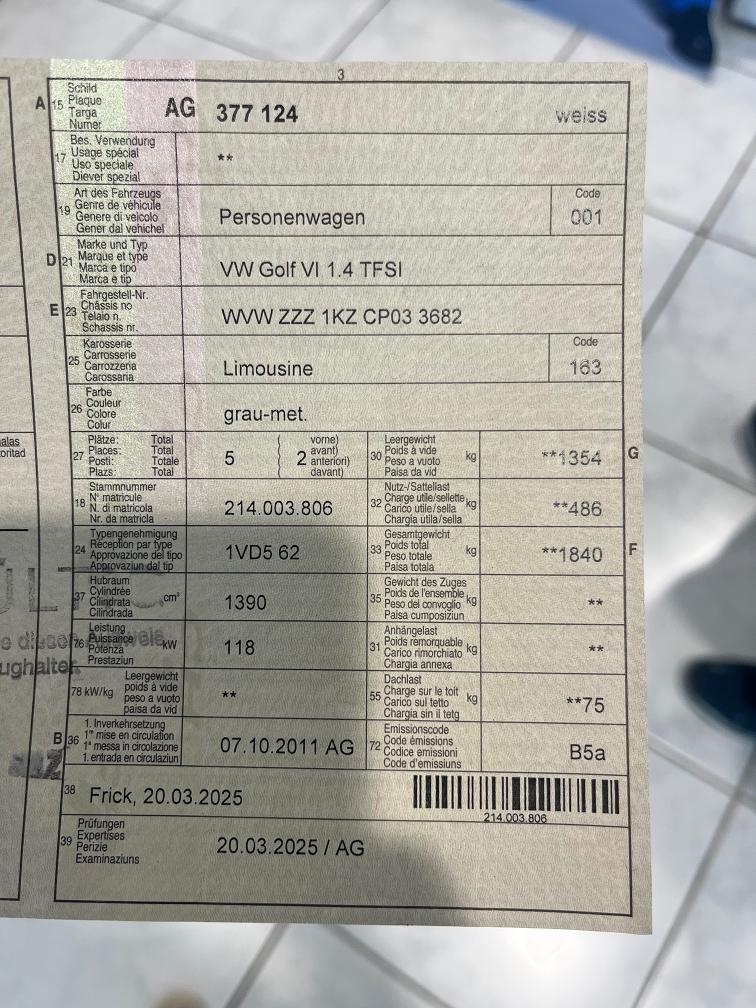 3
A 15 Schild
Plaque
Targa
Numer
AG 377 124 weiss
17 Bes. Verwendung
Usage spécial
Uso speciale
Diever spezial
**
19 Art des Fahrzeugs
Genre de véhicule
Genere di veicolo
Gener dal vehichel
Personenwagen
Code
001
D 21 Marke und Typ
Marque et type
Marca e tipo
Marca e tip
VW Golf VI 1.4 TFSI
E 23 Fahrgestell-Nr.
Châssis no
Telaio n.
Schassis nr.
WVW ZZZ 1KZ CP03 3682
25 Karosserie
Carrosserie
Carrozzeria
Carossaria
Limousine
Code
163
26 Farbe
Couleur
Colore
Colur
grau-met.
27 Plätze: Total
Places: Total
Posti: Totale
Plazs: Total
5
( 2 vorne)
avant)
anteriori)
davant)
30 Leergewicht
Poids à vide
Peso a vuoto
Paisa da vid
kg
**1354 G
18 Stammnummer
N° matricule
N. di matricola
Nr. da matricla
214.003.806
32 Nutz-/Sattellast
Charge utile/sellette
Carico utile/sella
Chargia utila/sella
kg
**486
24 Typengenehmigung
Réception par type
Approvazione del tipo
Approvaziun dal tip
1VD5 62
33 Gesamtgewicht
Poids total
Peso totale
Paisa totala
kg
**1840 F
37 Hubraum
Cylindrée
Cilindrata
Cilindrada
cm³
1390
35 Gewicht des Zuges
Poids de l'ensemble
Peso del convoglio
Paisa cumposiziun
kg
**
76 Leistung
Puissance
Potenza
Prestaziun
kW
118
31 Anhängelast
Poids remorquable
Carico rimorchiato
Chargia annexa
kg
**
78 kW/kg Leergewicht
poids à vide
peso a vuoto
paisa da vid
**
55 Dachlast
Charge sur le toit
Carico sul tetto
Chargia sin il tetg
kg
**75
B 36 1. Inverkehrsetzung
1re mise en circulation
1a messa in circolazione
1. entrada en circulaziun
07.10.2011 AG
72 Emissionscode
Code émissions
Codice emissioni
Code d'emissiuns
B5a
38 Frick, 20.03.2025
214.003.806
39 Prüfungen
Expertises
Perizie
Examinaziuns
20.03.2025 / AG